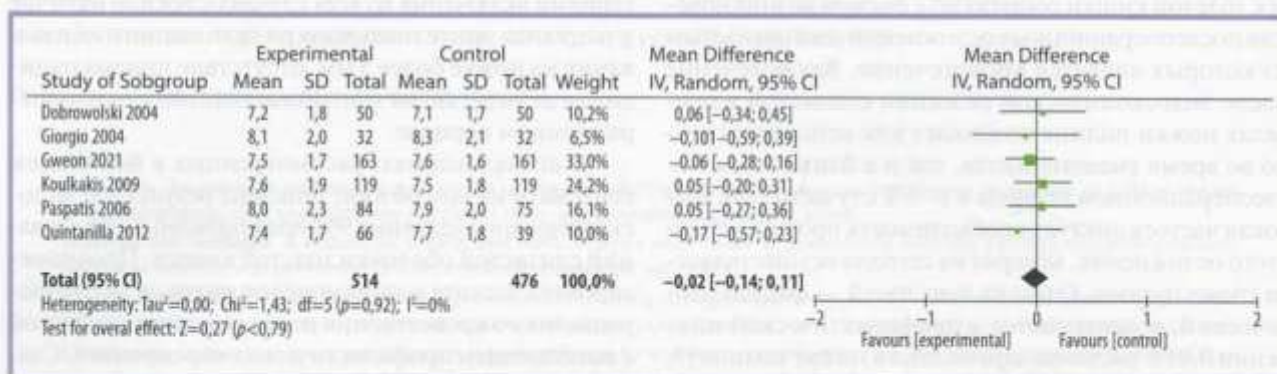 Experimental Control Mean Difference Mean Difference
Study of Sobgroup Mean SD Total Mean SD Total Weight IV, Random, 95% CI IV, Random, 95% CI
Dobrowolski 2004 7,2 1,8 50 7,1 1,7 50 10,2% 0,06 [−0,34; 0,45]
Giorgio 2004 8,1 2,0 32 8,3 2,1 32 6,5% −0,101−0,59; 0,39]
Gweon 2021 7,5 1,7 163 7,6 1,6 161 33,0% −0,06 [−0,28; 0,16]
Koulkakis 2009 7,6 1,9 119 7,5 1,8 119 24,2% 0,05 [−0,20; 0,31]
Paspatis 2006 8,0 2,3 84 7,9 2,0 75 16,1% 0,05 [−0,27; 0,36]
Quintanilla 2012 7,4 1,7 66 7,7 1,8 39 10,0% −0,17 [−0,57; 0,23]
Total (95% CI) 514 476 100,0% −0,02 [−0,14; 0,11]
Heterogeneity: Tau²=0,00; Chi²=1,43; df=5 (p=0,92); I²=0%
Test for overal effect: Z=0,27 (p<0,79)
−2 −1 0 1 2
Favours [experimental] Favours [control]